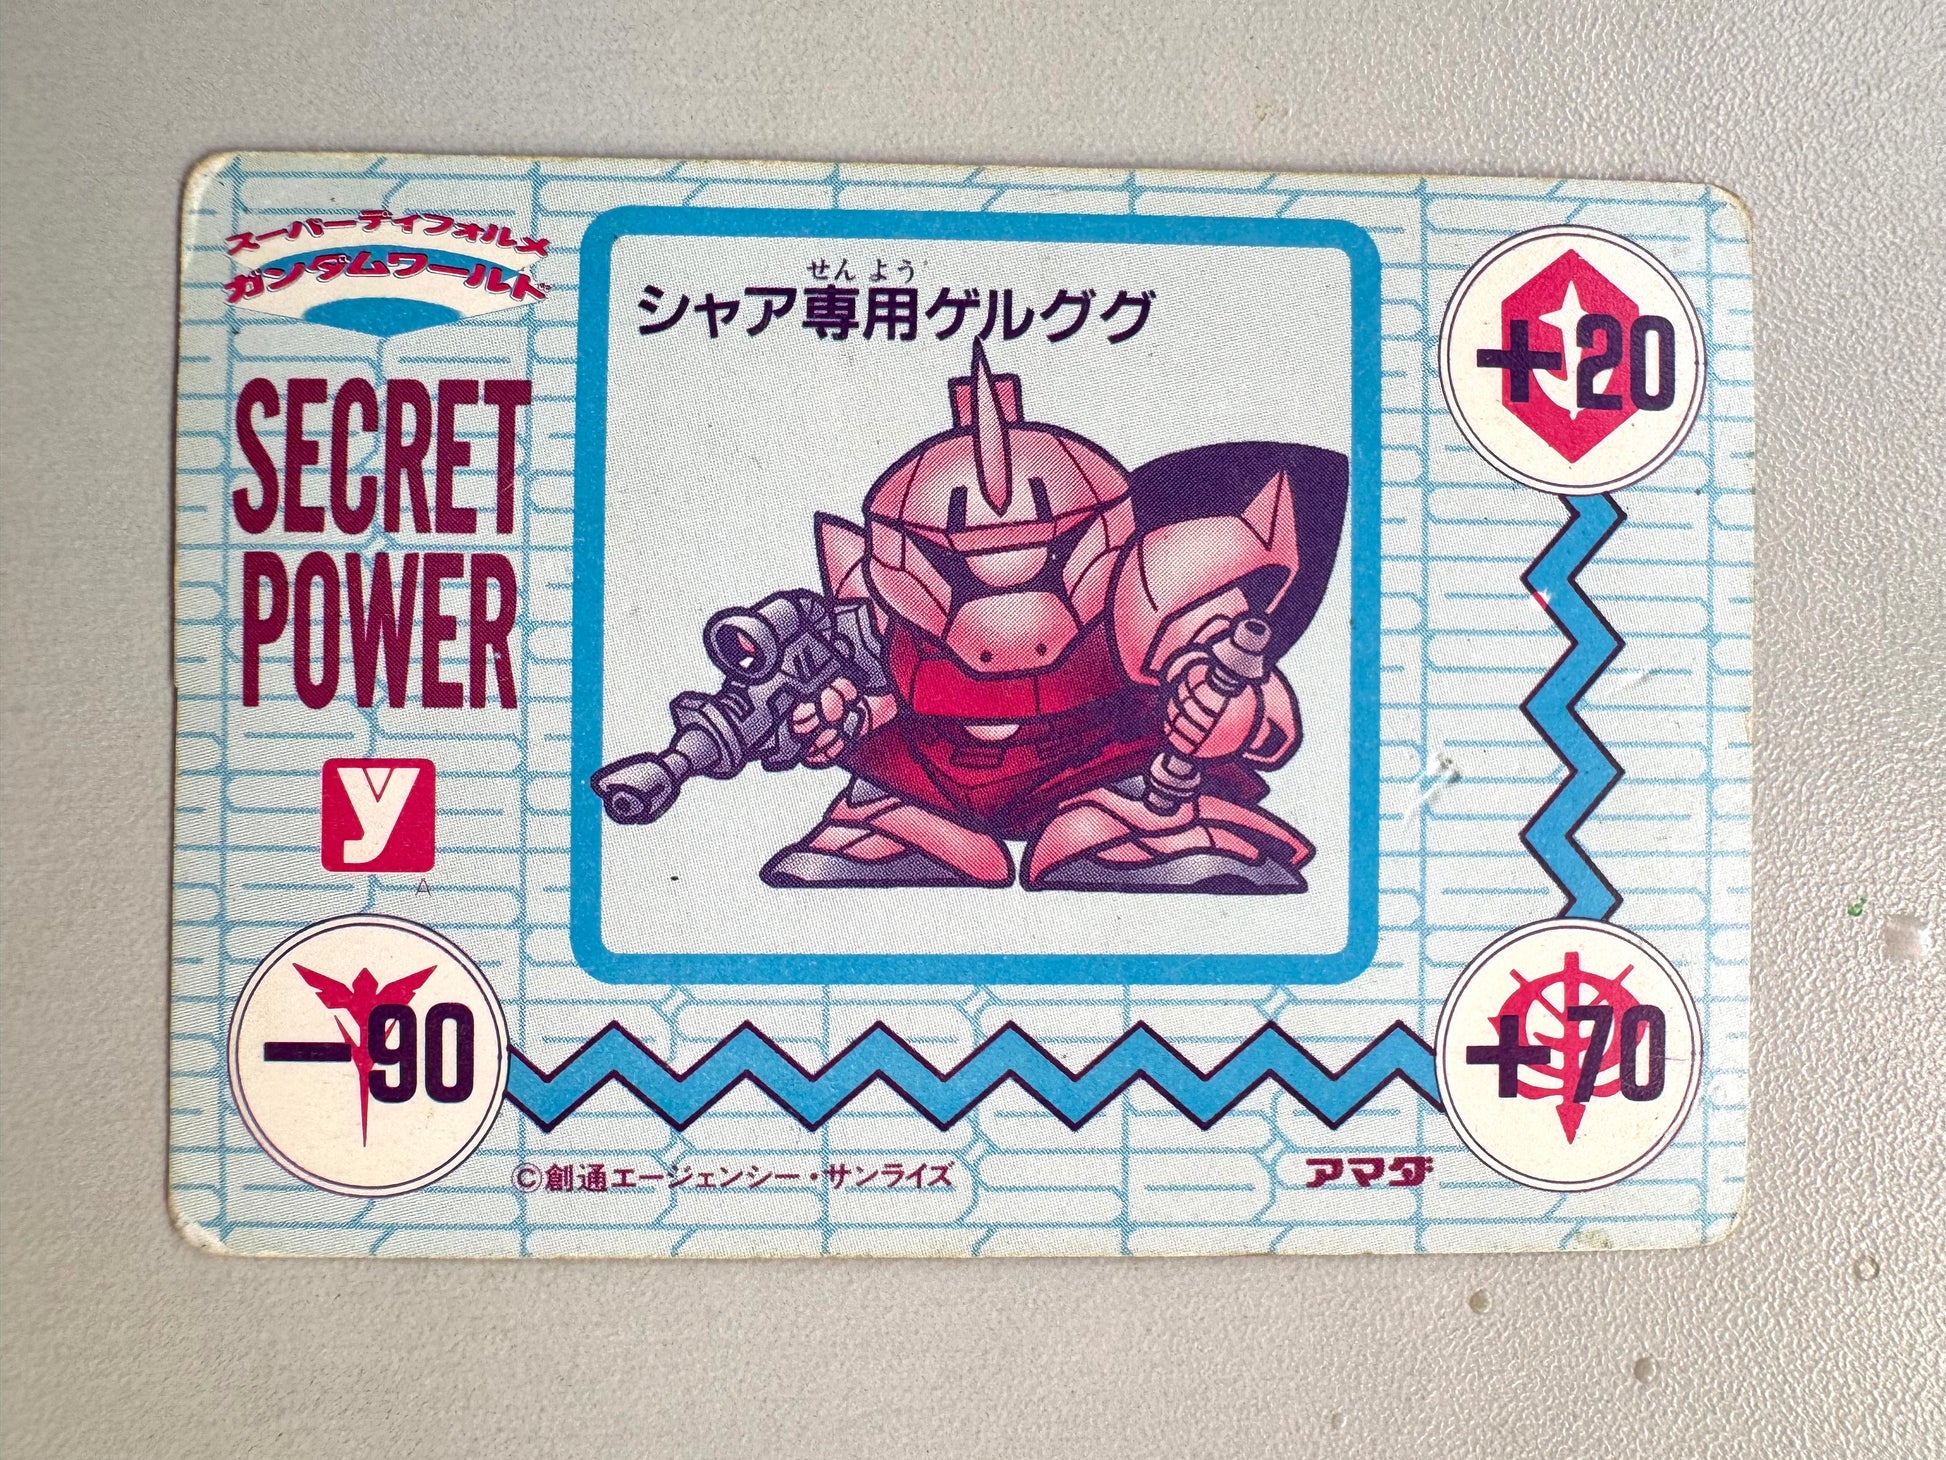 スーパーディフォルメ
ガンダムワールド
SECRET
POWER
y
A
せんよう
シャア専用ゲルググ
+20
-90
+70
©創通エージェンシー・サンライズ
アマダ